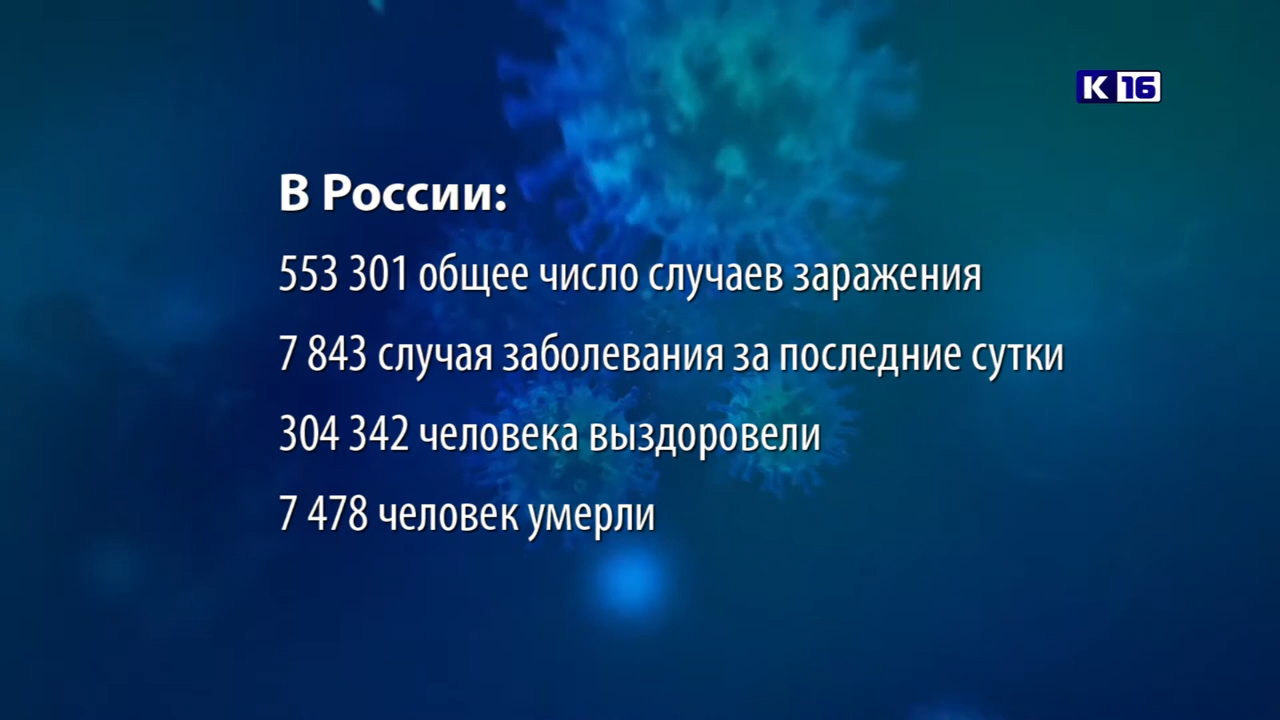 К 16
В России:
553 301 общее число случаев заражения
7 843 случая заболевания за последние сутки
304 342 человека выздоровели
7 478 человек умерли